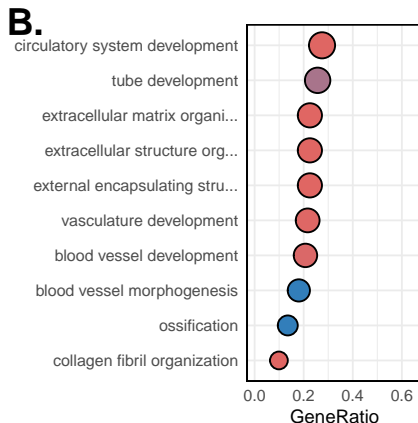 B.
circulatory system development
tube development
extracellular matrix organi...
extracellular structure org...
external encapsulating stru...
vasculature development
blood vessel development
blood vessel morphogenesis
ossification
collagen fibril organization
0.0 0.2 0.4 0.6
GeneRatio